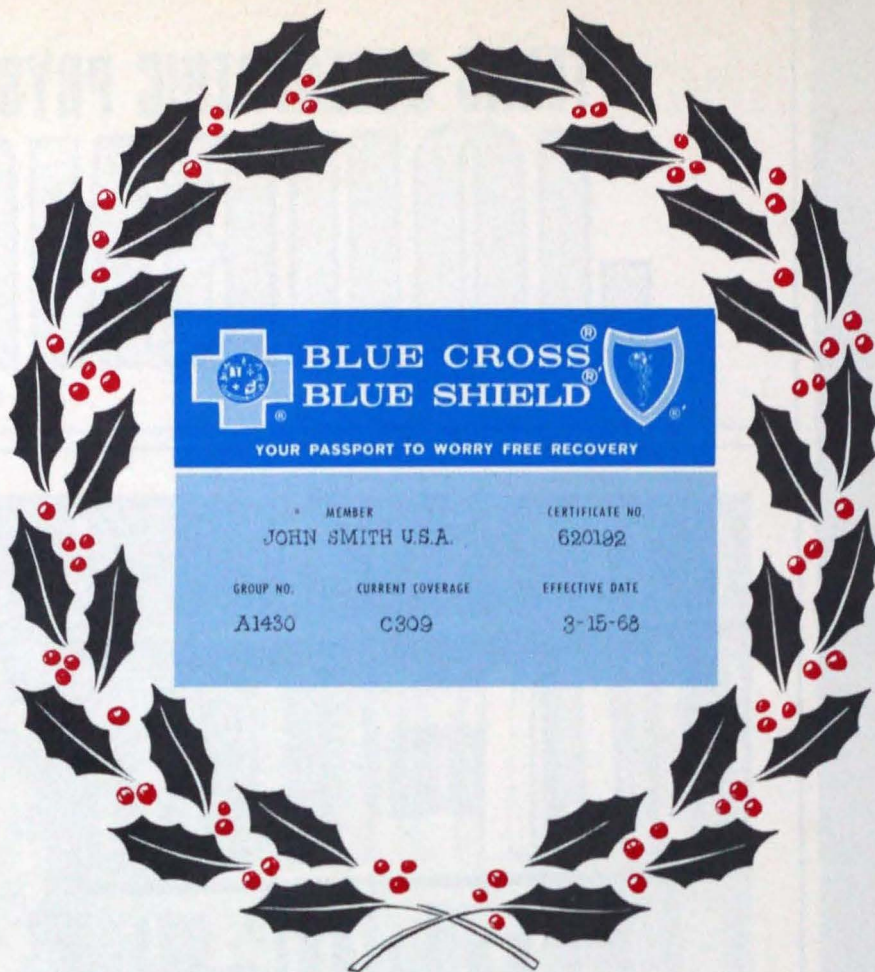 BLUE CROSS®
BLUE SHIELD®'
®
®'
YOUR PASSPORT TO WORRY FREE RECOVERY
* MEMBER
CERTIFICATE NO.
JOHN SMITH U.S.A.
620192
GROUP NO.
CURRENT COVERAGE
EFFECTIVE DATE
A1430
C309
3-15-68